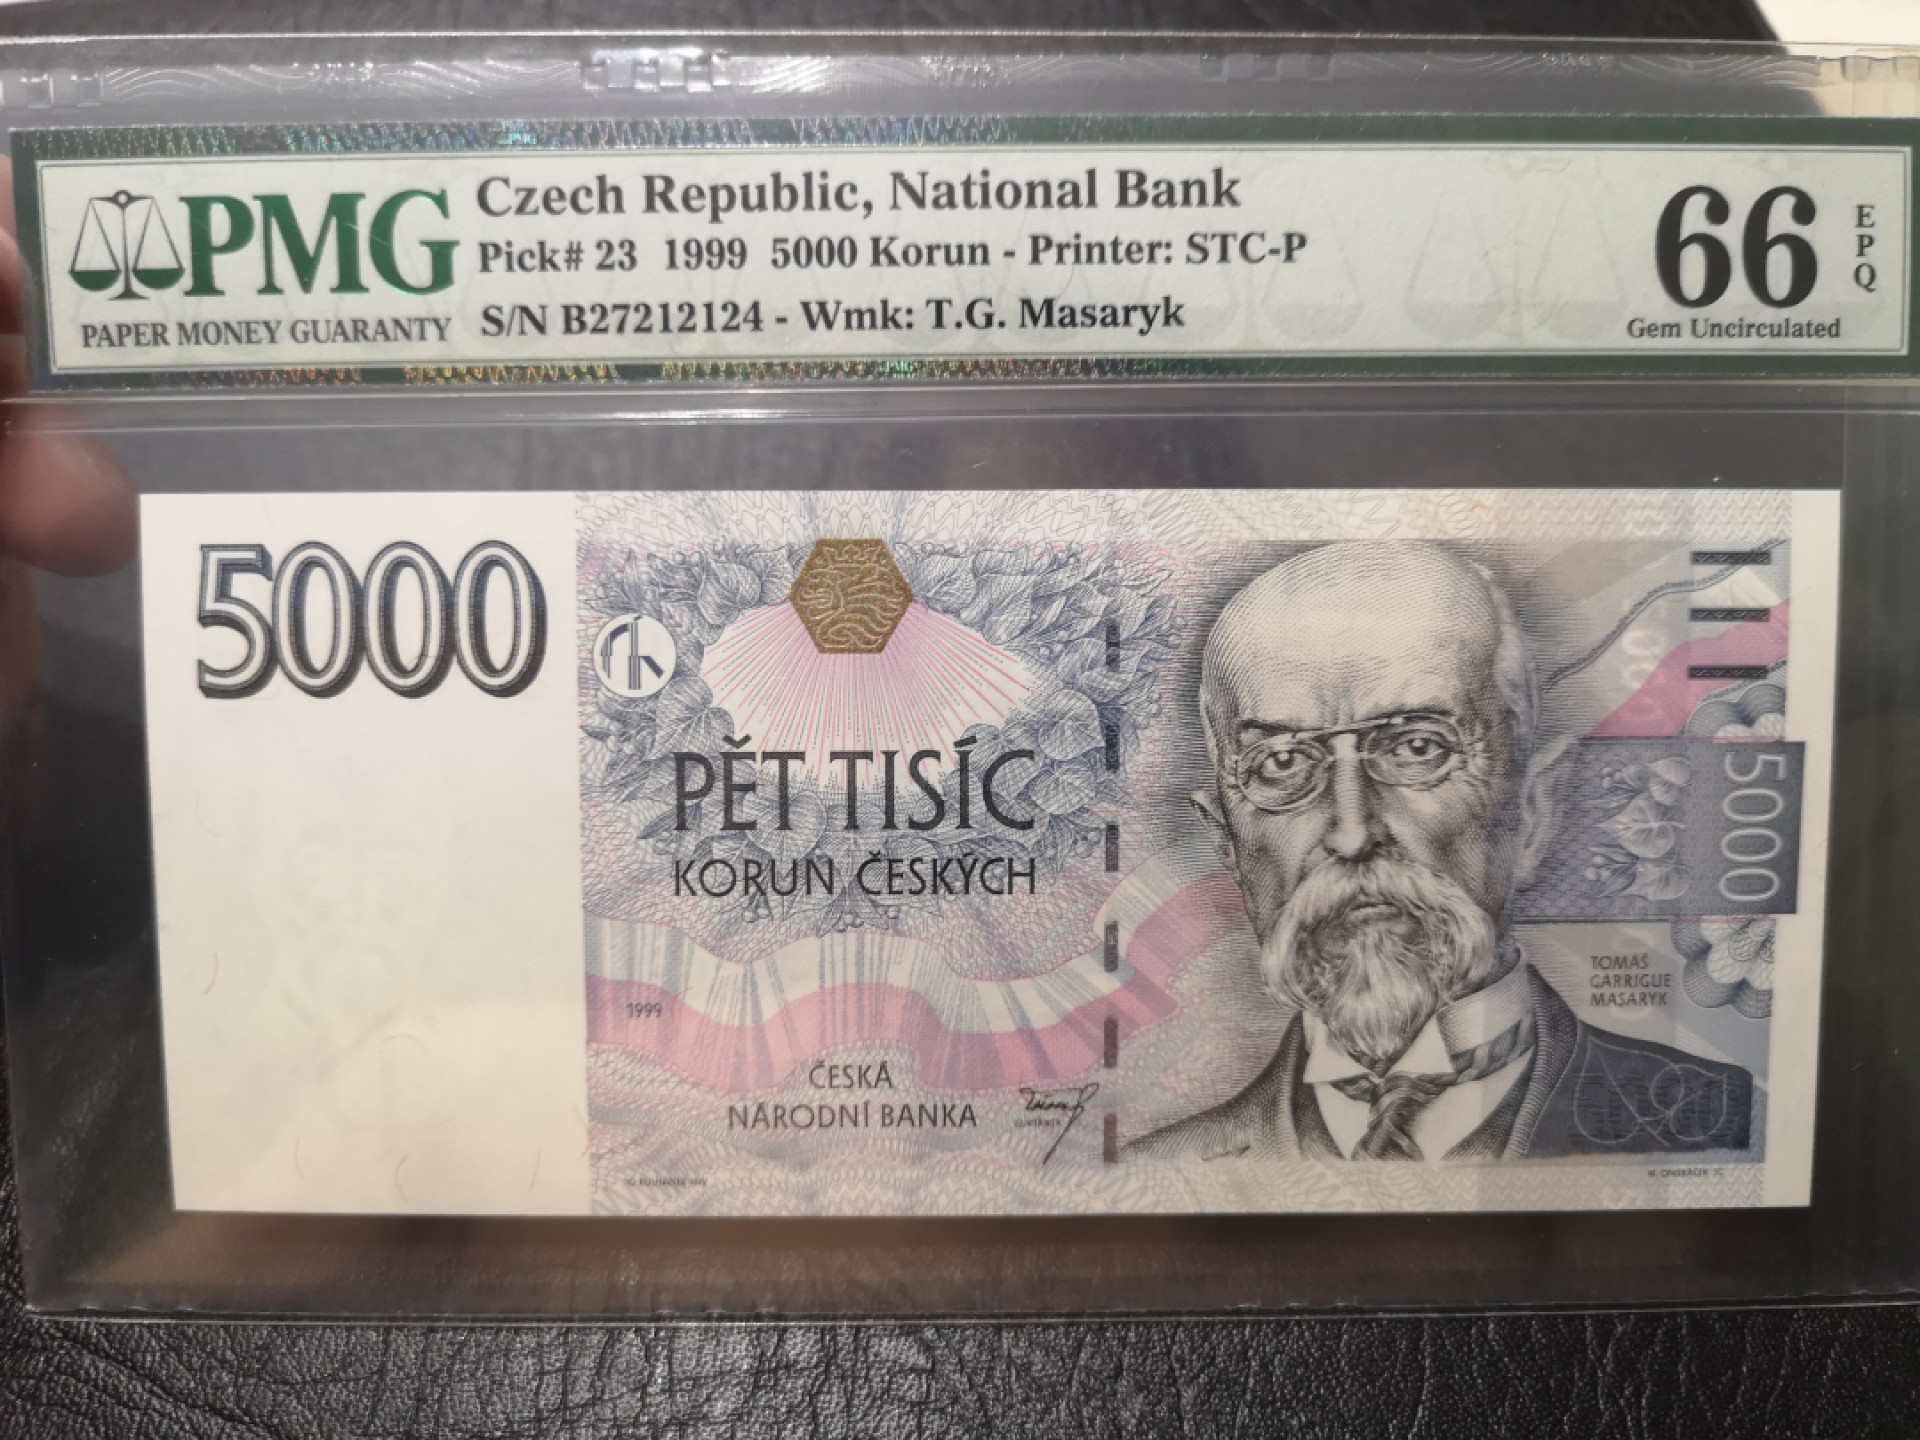 PMG
PAPER MONEY GUARANTY
Czech Republic, National Bank
Pick# 23 1999 5000 Korun - Printer: STC-P
S/N B27212124 - Wmk: T.G. Masaryk
66
EPQ
Gem Uncirculated
5000
PĚT TISÍC
KORUN ČESKÝCH
5000
TOMÁŠ
GARRIGUE
MASARYK
1999
ČESKÁ
NÁRODNÍ BANKA
GUVERNÉR